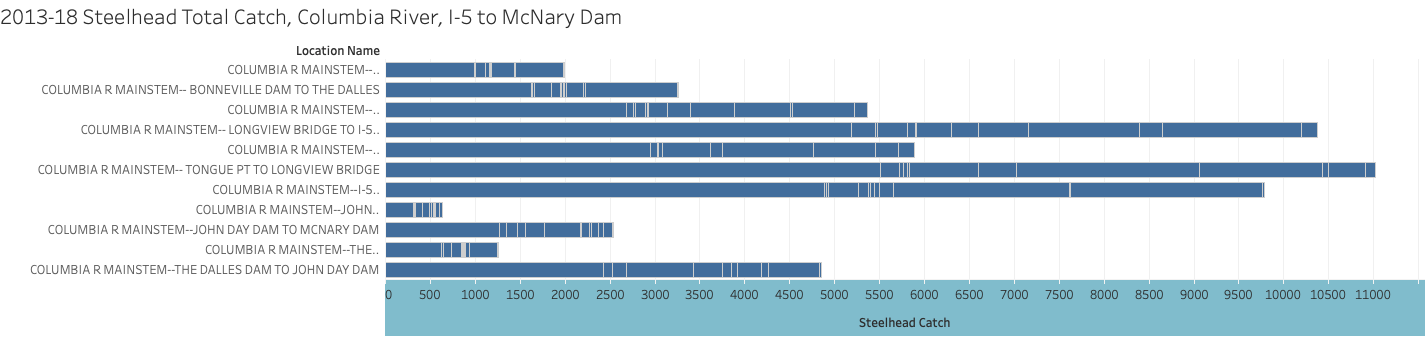 2013-18 Steelhead Total Catch, Columbia River, I-5 to McNary Dam
Location Name
COLUMBIA R MAINSTEM--..
COLUMBIA R MAINSTEM-- BONNEVILLE DAM TO THE DALLES
COLUMBIA R MAINSTEM--..
COLUMBIA R MAINSTEM-- LONGVIEW BRIDGE TO I-5..
COLUMBIA R MAINSTEM--..
COLUMBIA R MAINSTEM-- TONGUE PT TO LONGVIEW BRIDGE
COLUMBIA R MAINSTEM--I-5..
COLUMBIA R MAINSTEM--JOHN..
COLUMBIA R MAINSTEM--JOHN DAY DAM TO MCNARY DAM
COLUMBIA R MAINSTEM--THE..
COLUMBIA R MAINSTEM--THE DALLES DAM TO JOHN DAY DAM
0 500 1000 1500 2000 2500 3000 3500 4000 4500 5000 5500 6000 6500 7000 7500 8000 8500 9000 9500 10000 10500 11000
Steelhead Catch